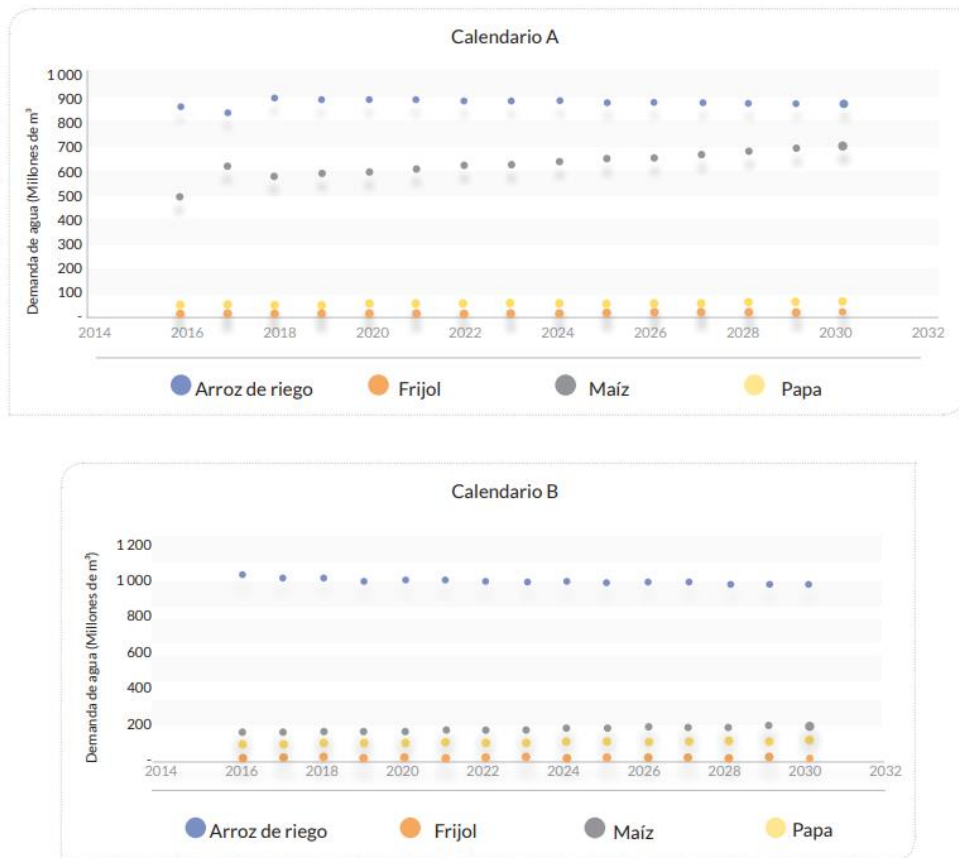 Calendario A
Demanda de agua (Millones de m³
1 000
900
800
700
600
500
400
300
200
100
-
2014 2016 2018 2020 2022 2024 2026 2028 2030 2032
Arroz de riego Frijol Maíz Papa
Calendario B
Demanda de agua (Millones de m³)
1 200
1 000
800
600
400
200
-
2014 2016 2018 2020 2022 2024 2026 2028 2030 2032
Arroz de riego Frijol Maíz Papa